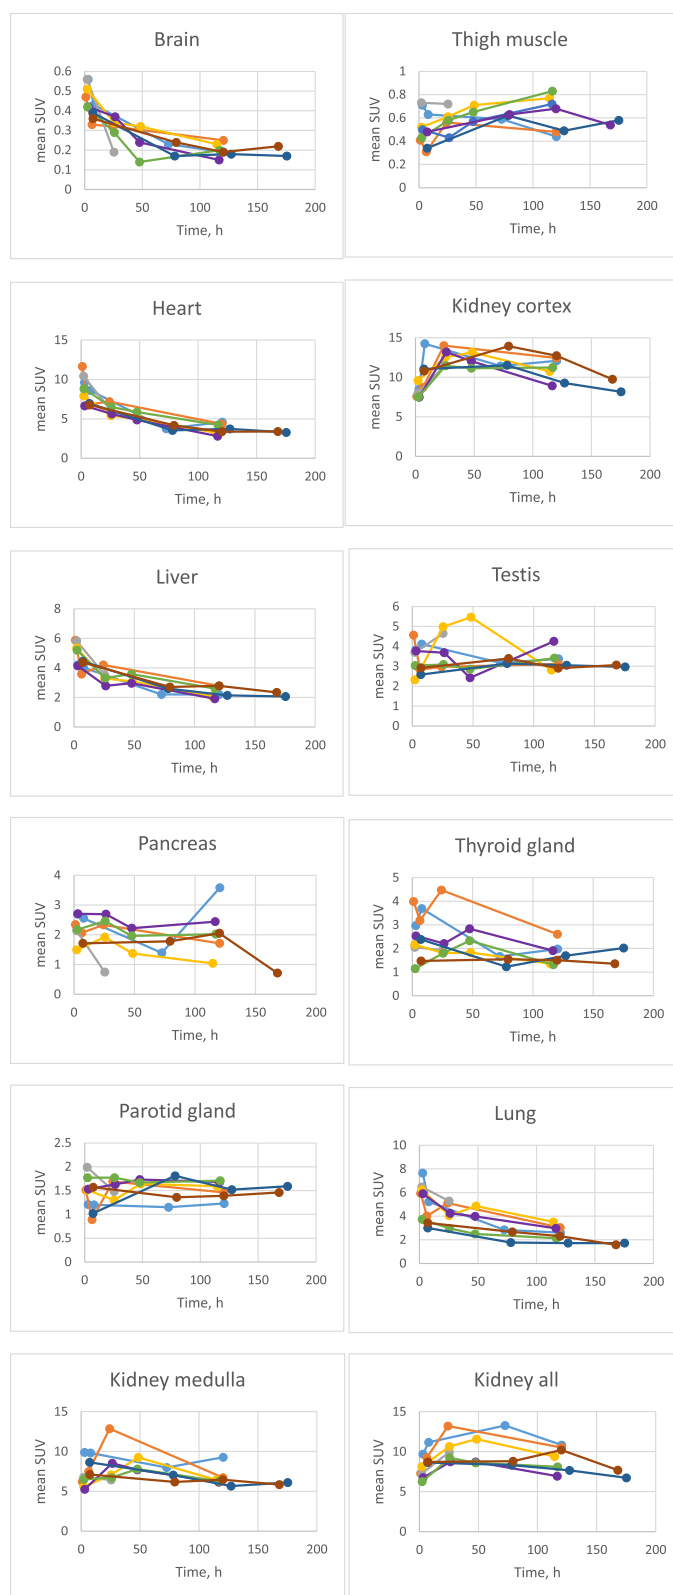 Brain
mean SUV
0.6
0.5
0.4
0.3
0.2
0.1
0
0 50 100 150 200
Time, h
Thigh muscle
mean SUV
1
0.8
0.6
0.4
0.2
0
0 50 100 150 200
Time, h
Heart
mean SUV
15
10
5
0
0 50 100 150 200
Time, h
Kidney cortex
mean SUV
15
10
5
0
0 50 100 150 200
Time, h
Liver
mean SUV
8
6
4
2
0
0 50 100 150 200
Time, h
Testis
mean SUV
6
5
4
3
2
1
0
0 50 100 150 200
Time, h
Pancreas
mean SUV
4
3
2
1
0
0 50 100 150 200
Time, h
Thyroid gland
mean SUV
5
4
3
2
1
0
0 50 100 150 200
Time, h
Parotid gland
mean SUV
2.5
2
1.5
1
0.5
0
0 50 100 150 200
Time, h
Lung
mean SUV
10
8
6
4
2
0
0 50 100 150 200
Time, h
Kidney medulla
mean SUV
15
10
5
0
0 50 100 150 200
Time, h
Kidney all
mean SUV
15
10
5
0
0 50 100 150 200
Time, h